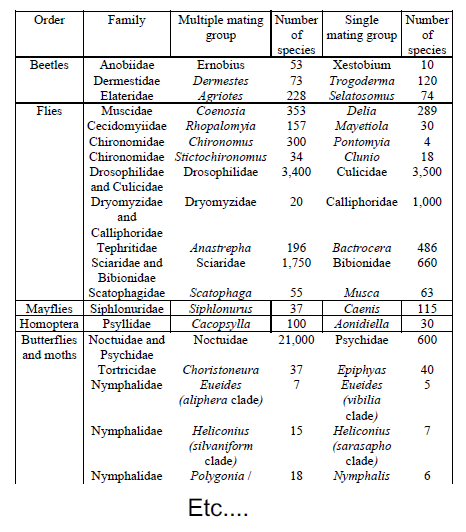 Order Family Multiple mating Number Single Number
group of mating group of
species species
Beetles Anobiidae Ernobius 53 Xestobium 10
Dermestidae Dermestes 73 Trogoderma 120
Elateridae Agriotes 228 Selatosomus 74
Flies Muscidae Coenosia 353 Delia 289
Cecidomyiidae Rhopalomyia 157 Mayetiola 30
Chironomidae Chironomus 300 Pontomyia 4
Chironomidae Stictochironomus 34 Clunio 18
Drosophilidae Drosophilidae 3,400 Culicidae 3,500
and Culicidae
Dryomyzidae Dryomyzidae 20 Calliphoridae 1,000
and
Calliphoridae
Tephritidae Anastrepha 196 Bactrocera 486
Sciaridae and Sciaridae 1,750 Bibionidae 660
Bibionidae
Scatophagidae Scatophaga 55 Musca 63
Mayflies Siphlonuridae Siphlonurus 37 Caenis 115
Homoptera Psyllidae Cacopsylla 100 Aonidiella 30
Butterflies Noctuidae and Noctuidae 21,000 Psychidae 600
and moths Psychidae
Tortricidae Choristoneura 37 Epiphyas 40
Nymphalidae Eueides 7 Eueides 5
(aliphera clade) (vibilia
clade)
Nymphalidae Heliconius 15 Heliconius 7
(silvaniform (sarasapho
clade) clade)
Nymphalidae Polygonia / 18 Nymphalis 6
Etc....